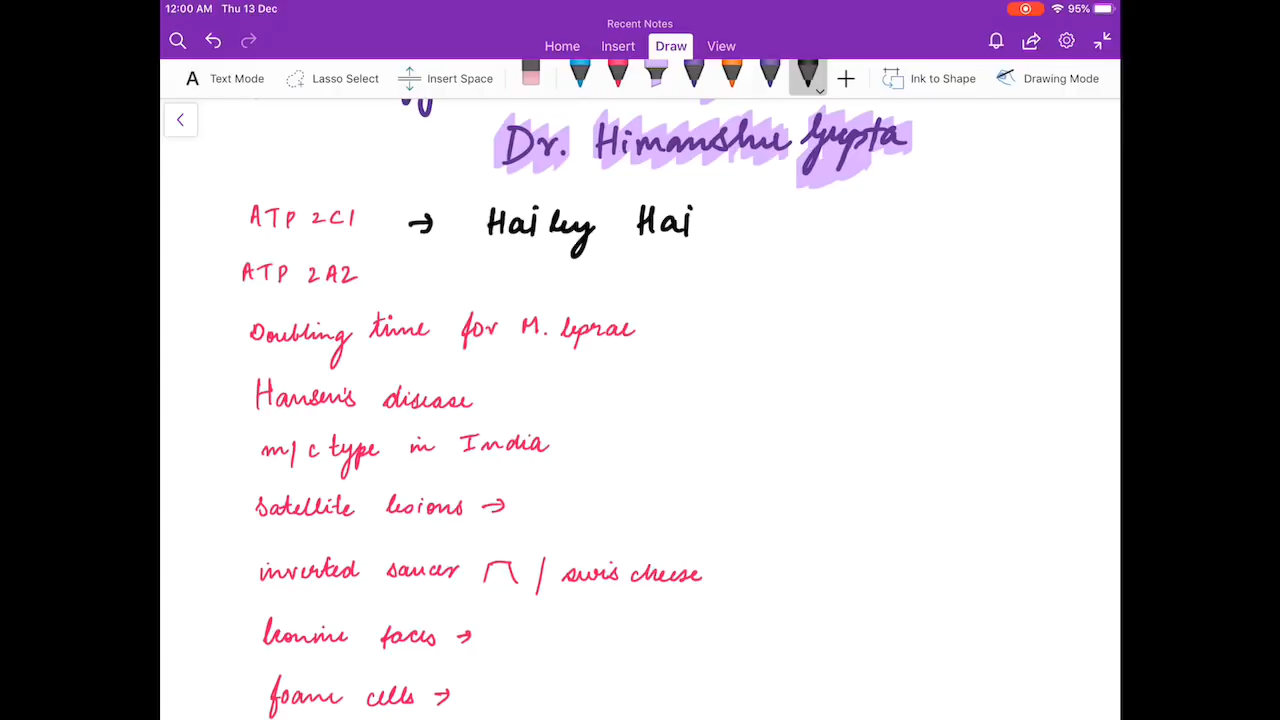 12:00 AM Thu 13 Dec
95%
Recent Notes
Home Insert Draw View
Text Mode Lasso Select Insert Space Ink to Shape Drawing Mode
Dr. Himanshu Gupta
ATP 2C1 → Hailey Hai
ATP 2A2
Doubling time for M. leprae
Hansen's disease
m/c type in India
satellite lesions →
inverted saucer / swis cheese
leonine faces →
foam cells →